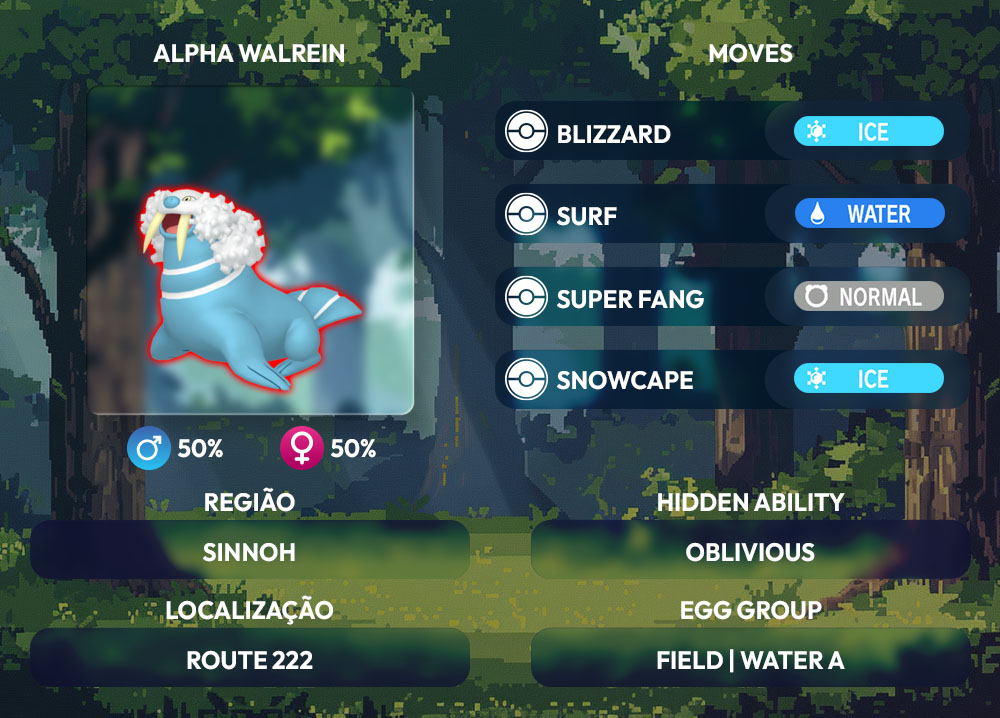 ALPHA WALREIN
50%
50%
REGIÃO
SINNOH
LOCALIZAÇÃO
ROUTE 222
MOVES
BLIZZARD
ICE
SURF
WATER
SUPER FANG
NORMAL
SNOWCAPE
ICE
HIDDEN ABILITY
OBLIVIOUS
EGG GROUP
FIELD | WATER A